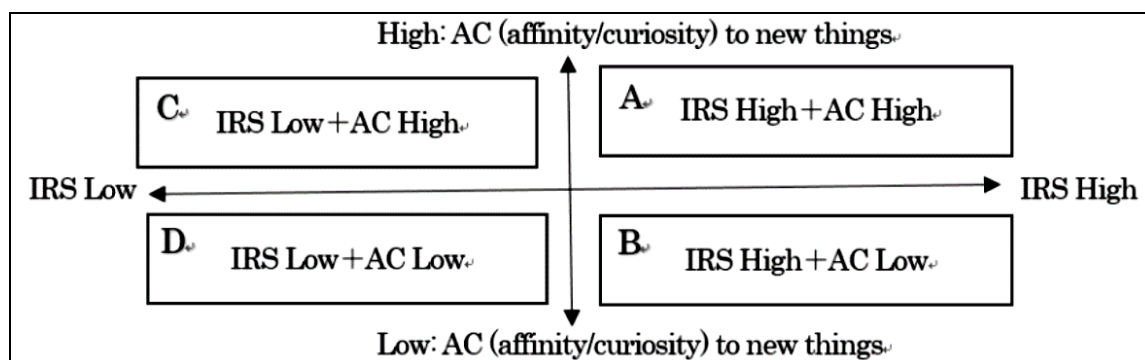 High: AC (affinity/curiosity) to new things
C
IRS Low+AC High
A
IRS High+AC High
IRS Low
IRS High
D
IRS Low+AC Low
B
IRS High+AC Low
Low: AC (affinity/curiosity) to new things